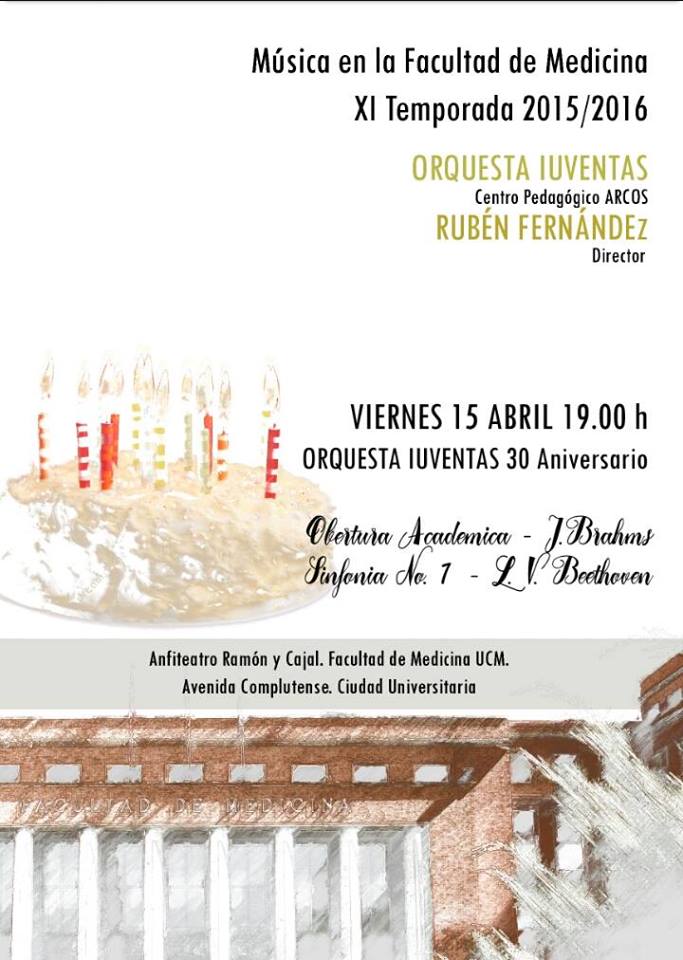 Música en la Facultad de Medicina
XI Temporada 2015/2016
ORQUESTA IUVENTAS
Centro Pedagógico ARCOS
RUBÉN FERNÁNDEZ
Director
VIERNES 15 ABRIL 19.00 h
ORQUESTA IUVENTAS 30 Aniversario
Obertura Academica - J. Brahms
Sinfonia No. 7 - L. V. Beethoven
Anfiteatro Ramón y Cajal. Facultad de Medicina UCM.
Avenida Complutense. Ciudad Universitaria
FACULTAD DE MEDICINA